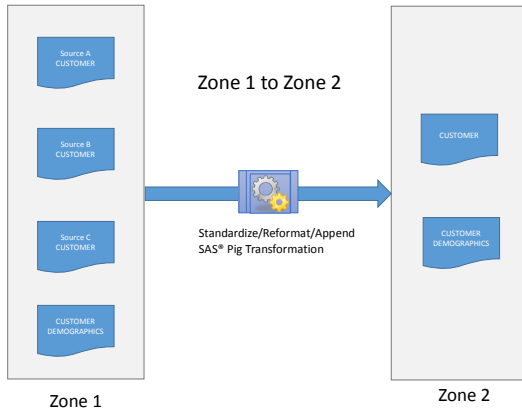 Source A
CUSTOMER
Source B
CUSTOMER
Source C
CUSTOMER
CUSTOMER
DEMOGRAPHICS
Zone 1
Zone 1 to Zone 2
Standardize/Reformat/Append
SAS® Pig Transformation
CUSTOMER
CUSTOMER
DEMOGRAPHICS
Zone 2